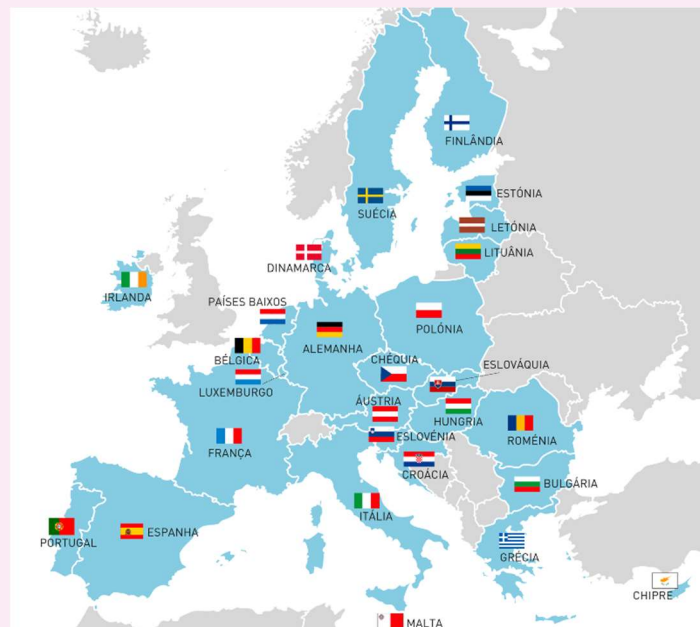 FINLÂNDIA
ESTÓNIA
SUÉCIA
LETÓNIA
LITUÂNIA
DINAMARCA
IRLANDA
PAÍSES BAIXOS
POLÓNIA
ALEMANHA
BÉLGICA
CHÉQUIA
ESLOVÁQUIA
LUXEMBURGO
ÁUSTRIA
HUNGRIA
ESLOVÉNIA
ROMÉNIA
FRANÇA
CROÁCIA
BULGÁRIA
ITÁLIA
ESPANHA
PORTUGAL
GRÉCIA
CHIPRE
MALTA